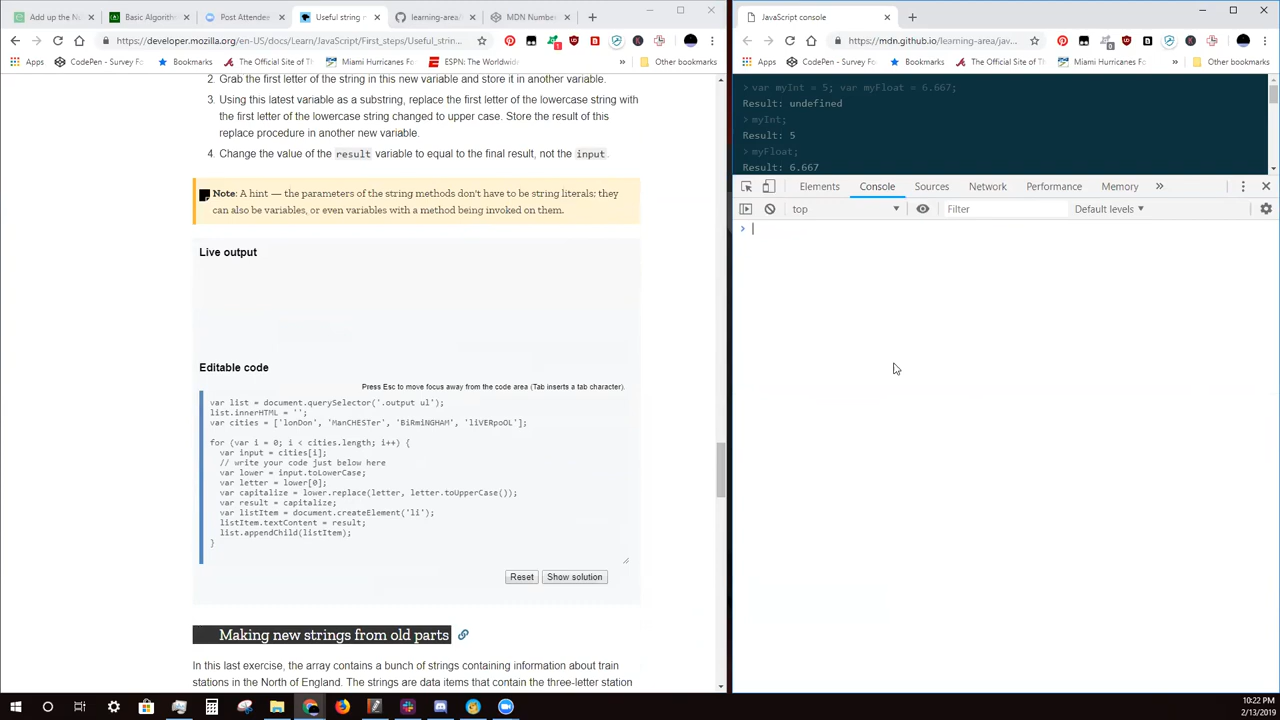 Add up the Nu
Basic Algorithm
Post Attendee
Useful string m
learning-area/
MDN Number
JavaScript console
https://developer.mozilla.org/en-US/docs/Learn/JavaScript/First_steps/Useful_strin...
https://mdn.github.io/learning-area/jav...
Apps
CodePen - Survey Fo
Bookmarks
The Official Site of
Miami Hurricanes Fo
ESPN: The Worldwide
»
Other bookmarks
Apps
CodePen - Survey For
Bookmarks
The Official Site of T
Miami Hurricanes Fo
»
Other bookmarks
2. Grab the first letter of the string in this new variable and store it in another variable.
3. Using this latest variable as a substring, replace the first letter of the lowercase string with
the first letter of the lowercase string changed to upper case. Store the result of this
replace procedure in another new variable.
4. Change the value of the result variable to equal to the final result, not the input.
Note: A hint — the parameters of the string methods don't have to be string literals; they
can also be variables, or even variables with a method being invoked on them.
Live output
Editable code
Press Esc to move focus away from the code area (Tab inserts a tab character).
var list = document.querySelector('.output ul');
list.innerHTML = '';
var cities = ['lonDon', 'ManCHESTer', 'BiRmiNGHAM', 'liVERpoOL'];
for (var i = 0; i < cities.length; i++) {
var input = cities[i];
// write your code just below here
var lower = input.toLowerCase;
var letter = lower[0];
var capitalize = lower.replace(letter, letter.toUpperCase());
var result = capitalize;
var listItem = document.createElement('li');
listItem.textContent = result;
list.appendChild(listItem);
}
Reset
Show solution
Making new strings from old parts
In this last exercise, the array contains a bunch of strings containing information about train
stations in the North of England. The strings are data items that contain the three-letter station
> var myInt = 5; var myFloat = 6.667;
Result: undefined
> myInt;
Result: 5
> myFloat;
Result: 6.667
Elements
Console
Sources
Network
Performance
Memory
»
top
Filter
Default levels
>
10:22 PM
2/13/2019